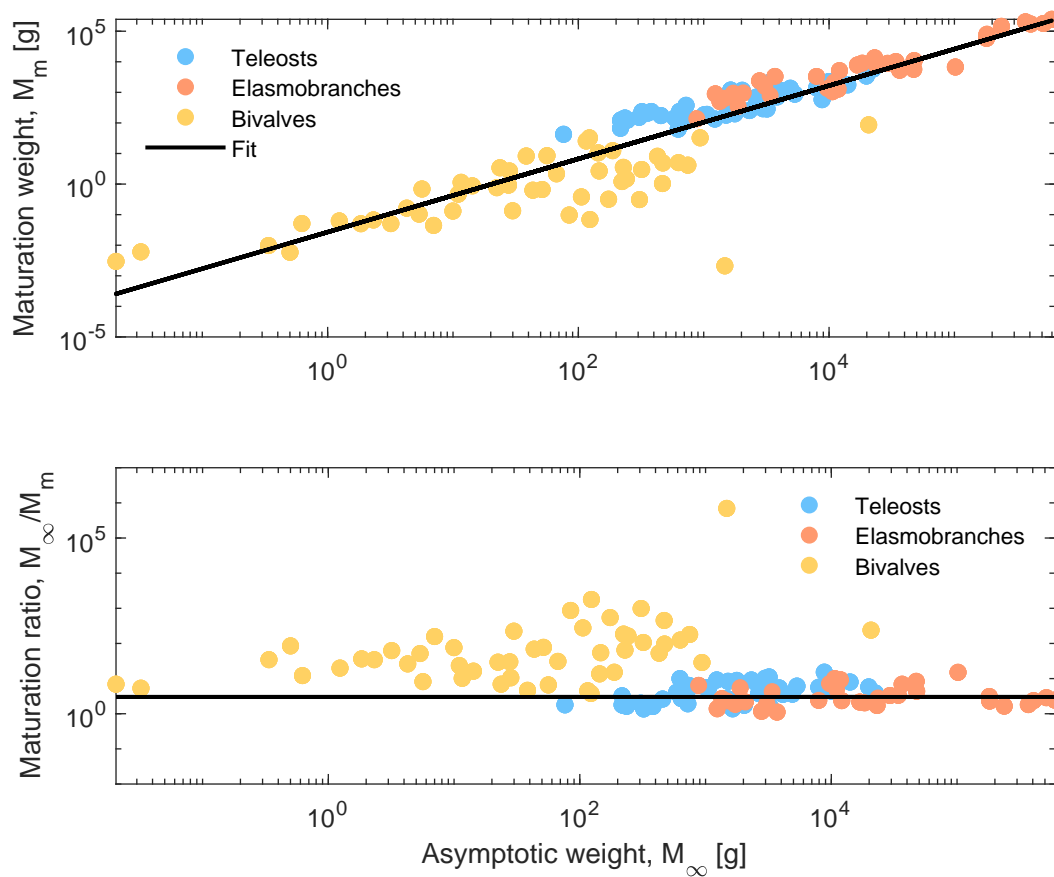 Maturation weight, M_m [g]
10^5
10^0
10^-5
Teleosts
Elasmobranches
Bivalves
Fit
10^0
10^2
10^4
Maturation ratio, M_∞/M_m
10^5
10^0
Teleosts
Elasmobranches
Bivalves
10^0
10^2
10^4
Asymptotic weight, M_∞ [g]